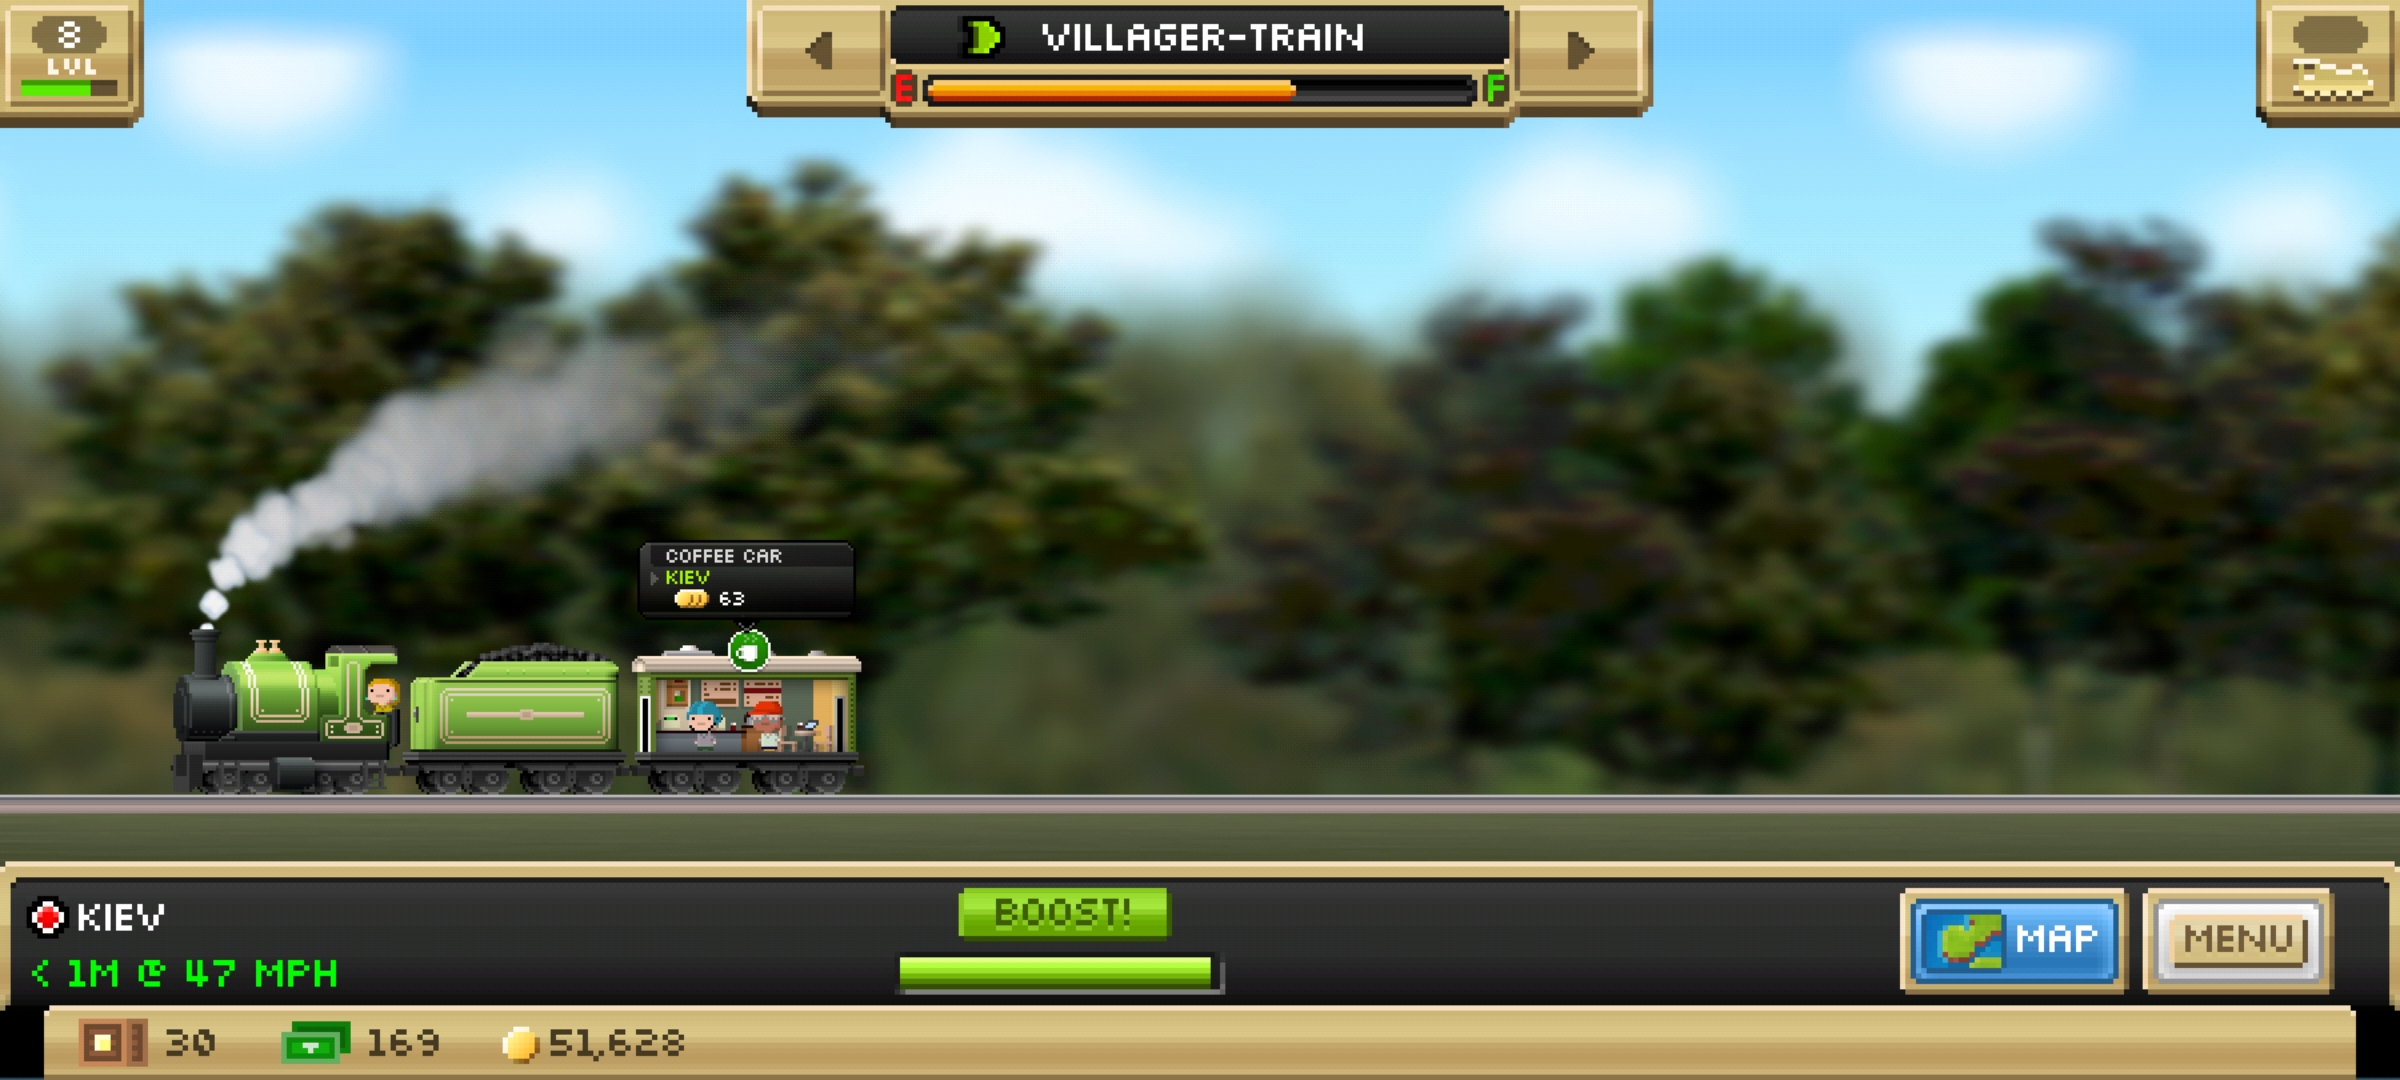 8
LVL
VILLAGER-TRAIN
E
F
COFFEE CAR
KIEV
63
KIEV
< 1M @ 47 MPH
BOOST!
MAP
MENU
30
169
51,628